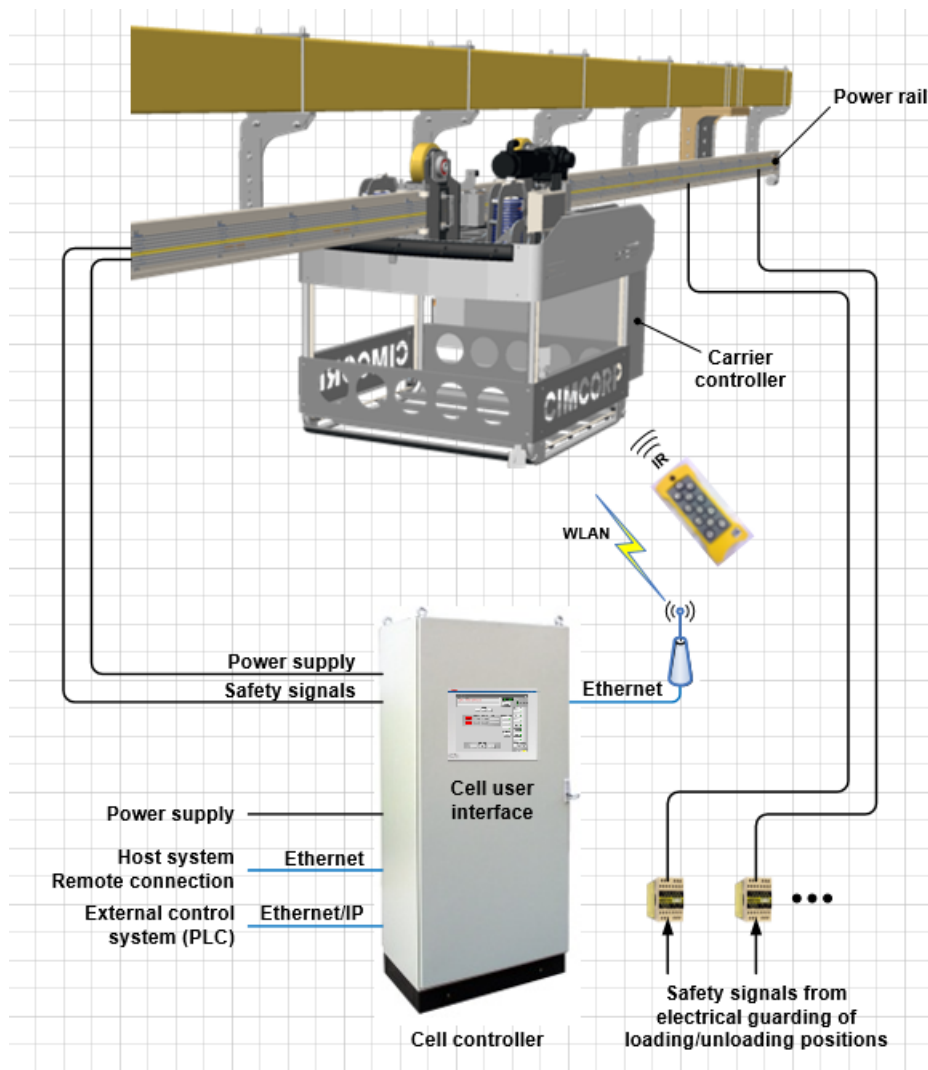 Power rail
Carrier
controller
CIMCORP
CIMCORP
IR
WLAN
Power supply
Safety signals
Ethernet
Cell user
interface
Power supply
Host system
Remote connection
Ethernet
External control
system (PLC)
Ethernet/IP
Safety signals from
electrical guarding of
loading/unloading positions
Cell controller